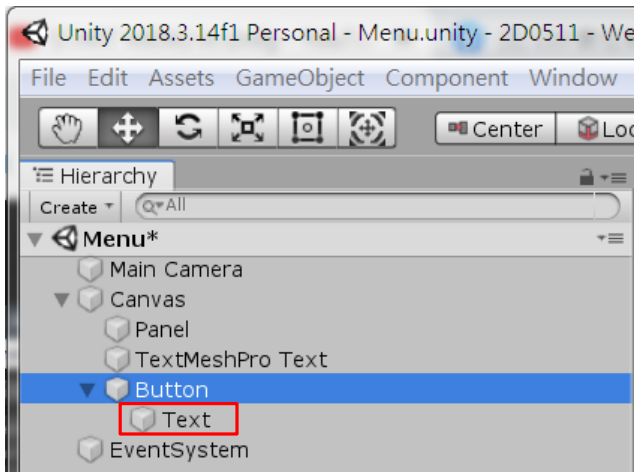 Unity 2018.3.14f1 Personal - Menu.unity - 2D0511 - We
File Edit Assets GameObject Component Window
Center Loc
Hierarchy
Create All
Menu*
Main Camera
Canvas
Panel
TextMeshPro Text
Button
Text
EventSystem